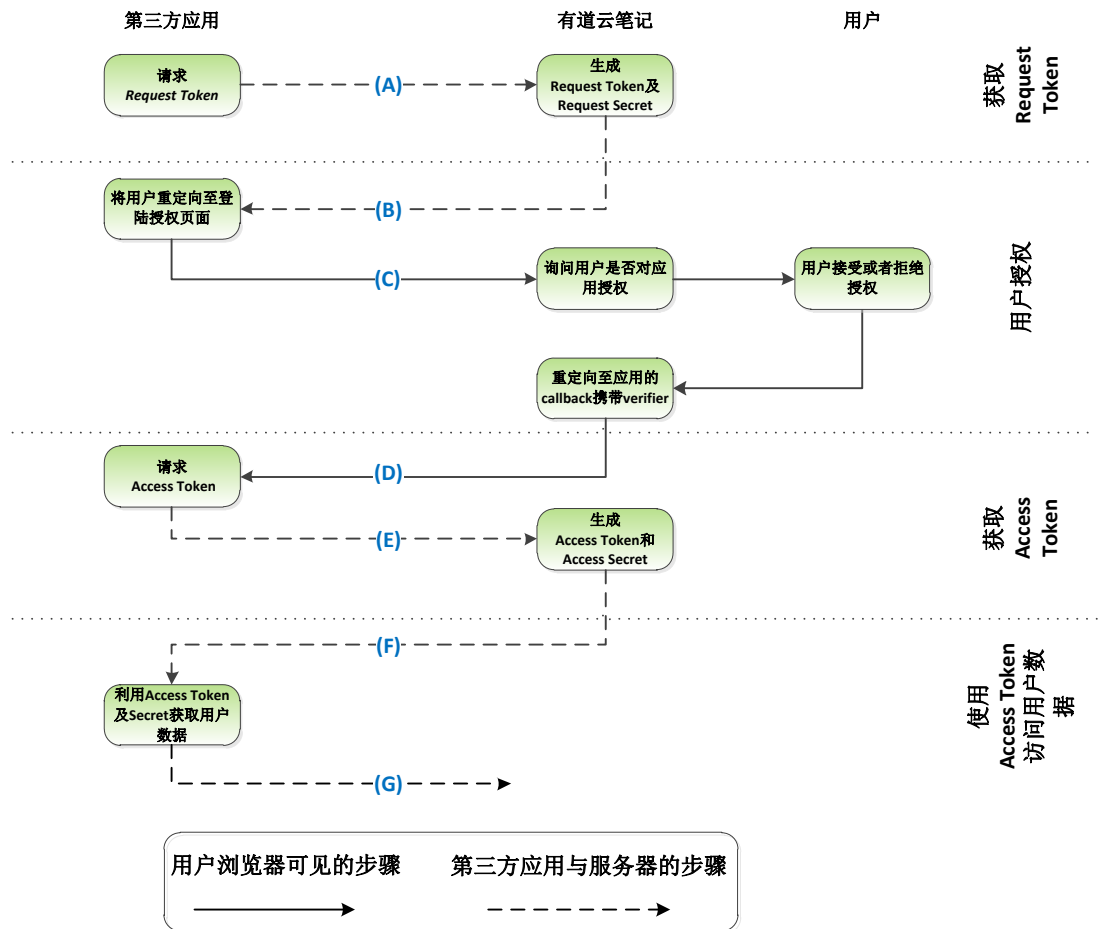 第三方应用
有道云笔记
用户
请求
Request Token
(A)
生成
Request Token及
Request Secret
获取
Request
Token
将用户重定向至登
陆授权页面
(B)
(C)
询问用户是否对应
用授权
用户接受或者拒绝
授权
用户授权
重定向至应用的
callback携带verifier
请求
Access Token
(D)
(E)
生成
Access Token和
Access Secret
获取
Access
Token
(F)
利用Access Token
及Secret获取用户
数据
使用
Access Token
访问用户数
据
(G)
用户浏览器可见的步骤
第三方应用与服务器的步骤